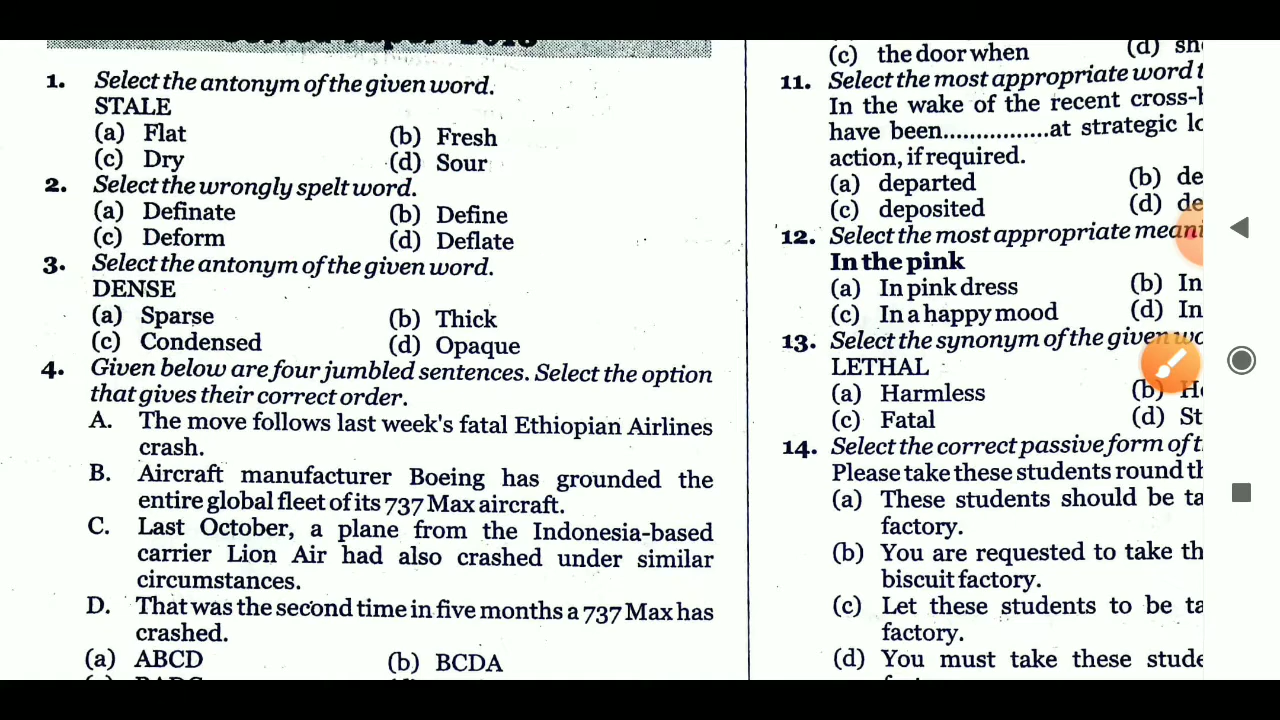 1. Select the antonym of the given word.
STALE
(a) Flat (b) Fresh
(c) Dry (d) Sour
2. Select the wrongly spelt word.
(a) Definate (b) Define
(c) Deform (d) Deflate
3. Select the antonym of the given word.
DENSE
(a) Sparse (b) Thick
(c) Condensed (d) Opaque
4. Given below are four jumbled sentences. Select the option
that gives their correct order.
A. The move follows last week's fatal Ethiopian Airlines
crash.
B. Aircraft manufacturer Boeing has grounded the
entire global fleet of its 737 Max aircraft.
C. Last October, a plane from the Indonesia-based
carrier Lion Air had also crashed under similar
circumstances.
D. That was the second time in five months a 737 Max has
crashed.
(a) ABCD (b) BCDA
(c) the door when (d)
11. Select the most appropriate word
In the wake of the recent
have been................at strategic
action, if required.
(a) departed (b)
(c) deposited (d)
12. Select the most appropriate
In the pink
(a) In pink dress (b) In
(c) In a happy mood (d) In
13. Select the synonym of the given
LETHAL
(a) Harmless (b)
(c) Fatal (d)
14. Select the correct passive form of
Please take these students round
(a) These students should be
factory.
(b) You are requested to take
biscuit factory.
(c) Let these students to be
factory.
(d) You must take these